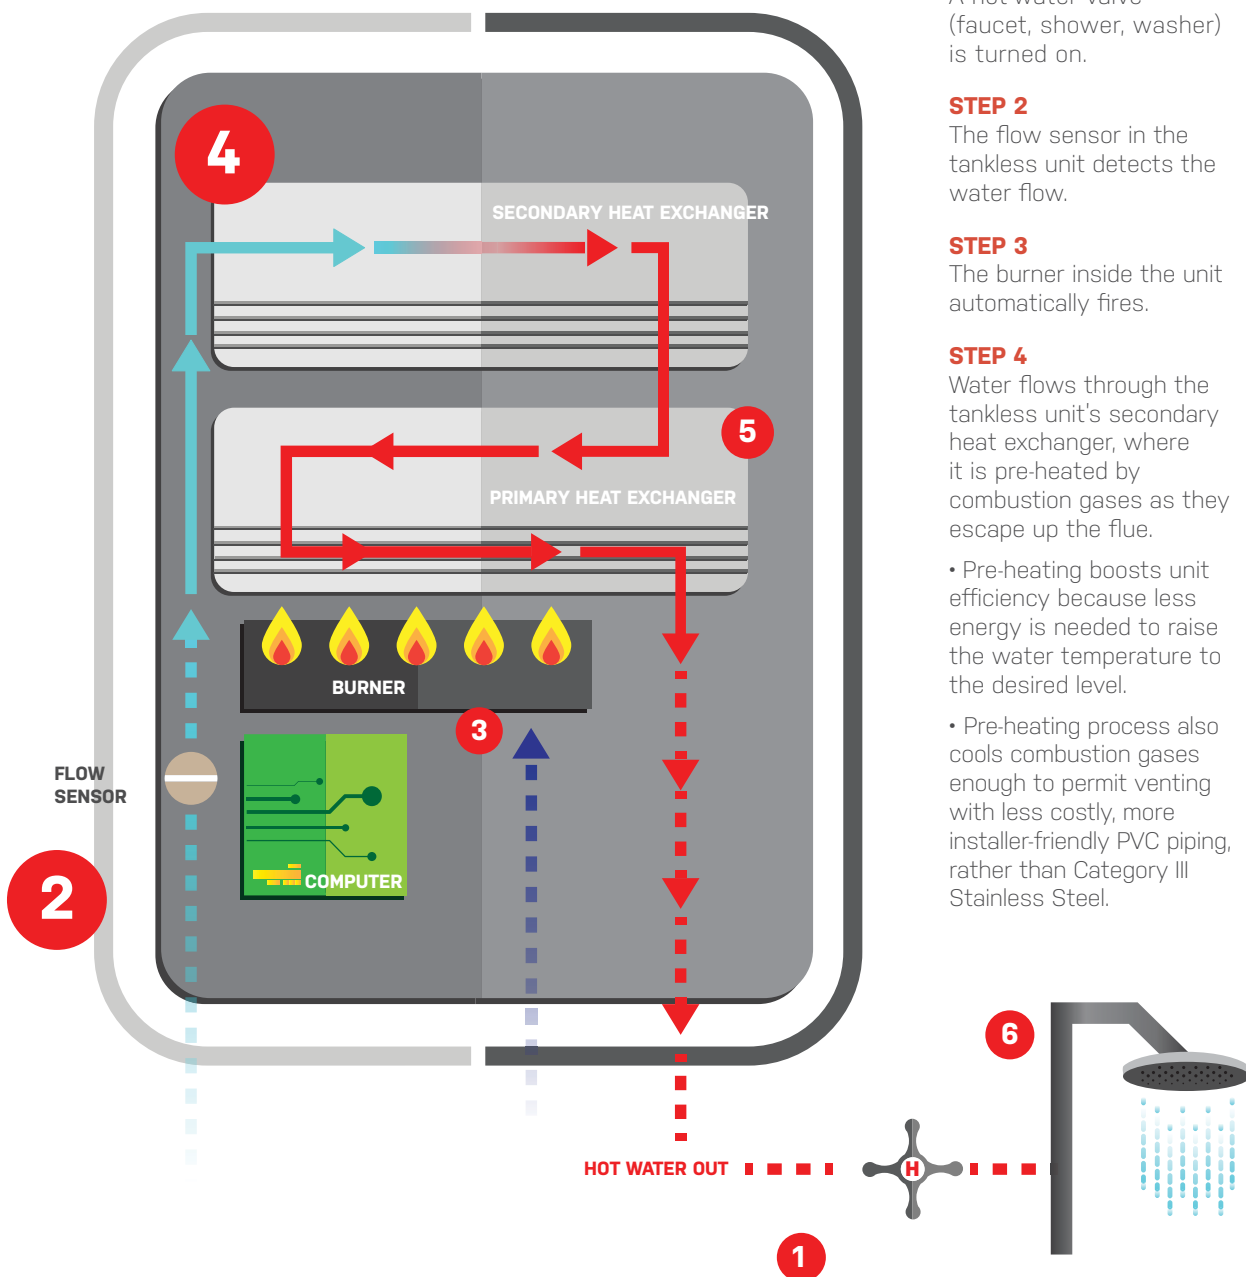 A hot water valve
(faucet, shower, washer)
is turned on.
STEP 2
The flow sensor in the
tankless unit detects the
water flow.
STEP 3
The burner inside the unit
automatically fires.
STEP 4
Water flows through the
tankless unit's secondary
heat exchanger, where
it is pre-heated by
combustion gases as they
escape up the flue.
• Pre-heating boosts unit
efficiency because less
energy is needed to raise
the water temperature to
the desired level.
• Pre-heating process also
cools combustion gases
enough to permit venting
with less costly, more
installer-friendly PVC piping,
rather than Category III
Stainless Steel.
4
SECONDARY HEAT EXCHANGER
5
PRIMARY HEAT EXCHANGER
BURNER
3
FLOW
SENSOR
COMPUTER
2
6
HOT WATER OUT
H
1